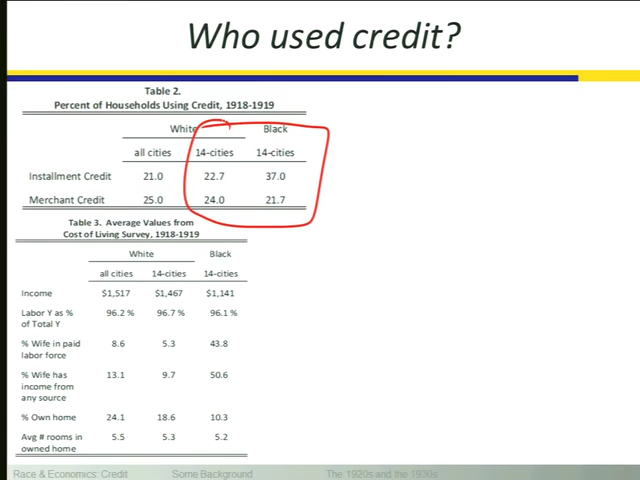 Who used credit?
Table 2.
Percent of Households Using Credit, 1918-1919
White Black
all cities 14-cities 14-cities
Installment Credit 21.0 22.7 37.0
Merchant Credit 25.0 24.0 21.7
Table 3. Average Values from
Cost of Living Survey, 1918-1919
White Black
all cities 14-cities 14-cities
Income $1,517 $1,467 $1,141
Labor Y as % 96.2 % 96.7 % 96.1 %
of Total Y
% Wife in paid 8.6 5.3 43.8
labor force
% Wife has 13.1 9.7 50.6
income from
any source
% Own home 24.1 18.6 10.3
Avg # rooms in 5.5 5.3 5.2
owned home
Race & Economics: Credit Some Background The 1920s and the 1930s